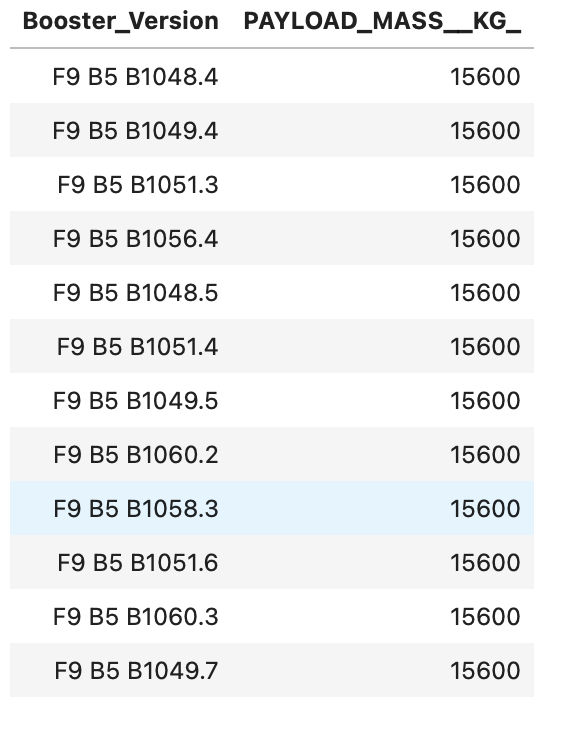 Booster_Version PAYLOAD_MASS__KG_
F9 B5 B1048.4 15600
F9 B5 B1049.4 15600
F9 B5 B1051.3 15600
F9 B5 B1056.4 15600
F9 B5 B1048.5 15600
F9 B5 B1051.4 15600
F9 B5 B1049.5 15600
F9 B5 B1060.2 15600
F9 B5 B1058.3 15600
F9 B5 B1051.6 15600
F9 B5 B1060.3 15600
F9 B5 B1049.7 15600